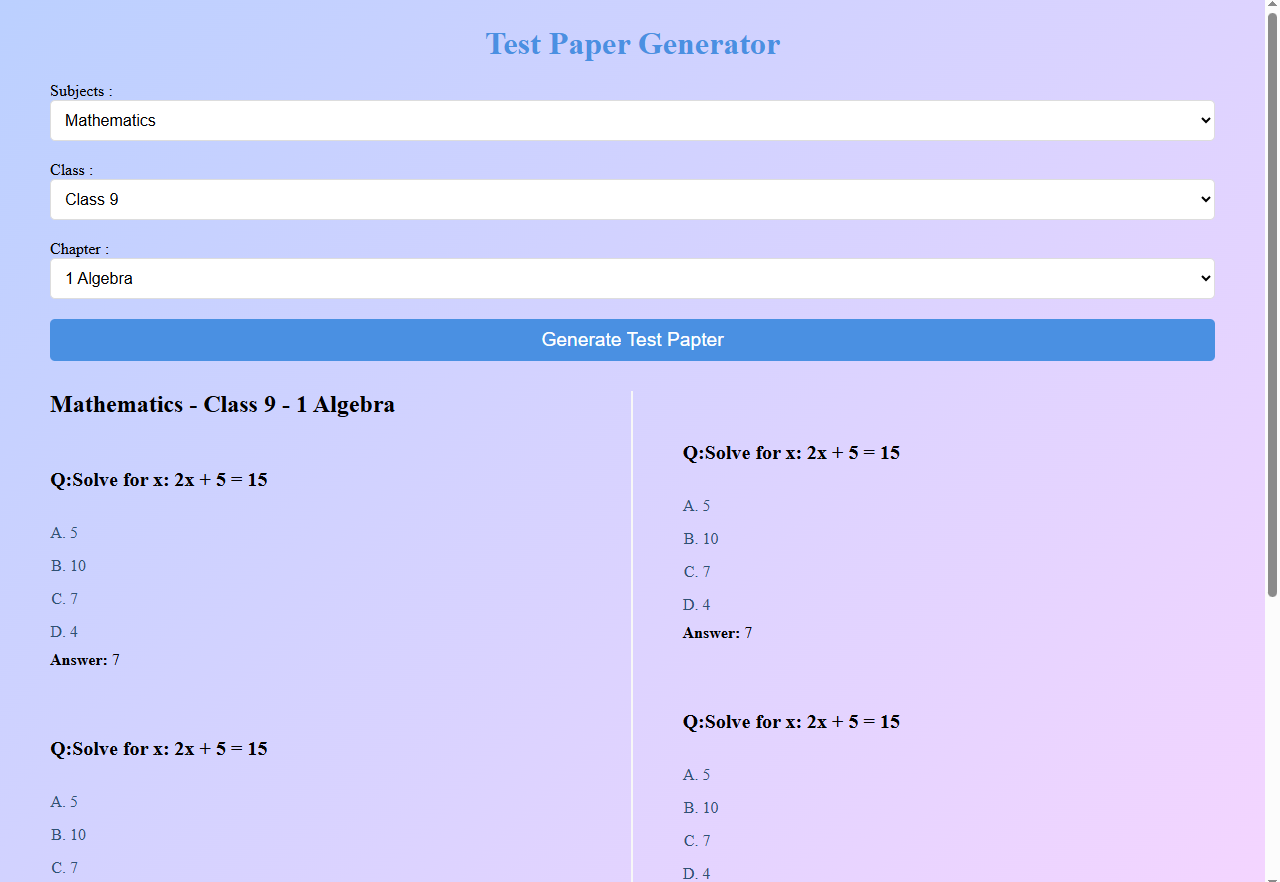 Test Paper Generator
Subjects :
Mathematics
Class :
Class 9
Chapter :
1 Algebra
Generate Test Papter
Mathematics - Class 9 - 1 Algebra
Q:Solve for x: 2x + 5 = 15
A. 5
B. 10
C. 7
D. 4
Answer: 7
Q:Solve for x: 2x + 5 = 15
A. 5
B. 10
C. 7
Q:Solve for x: 2x + 5 = 15
A. 5
B. 10
C. 7
D. 4
Answer: 7
Q:Solve for x: 2x + 5 = 15
A. 5
B. 10
C. 7
D. 4